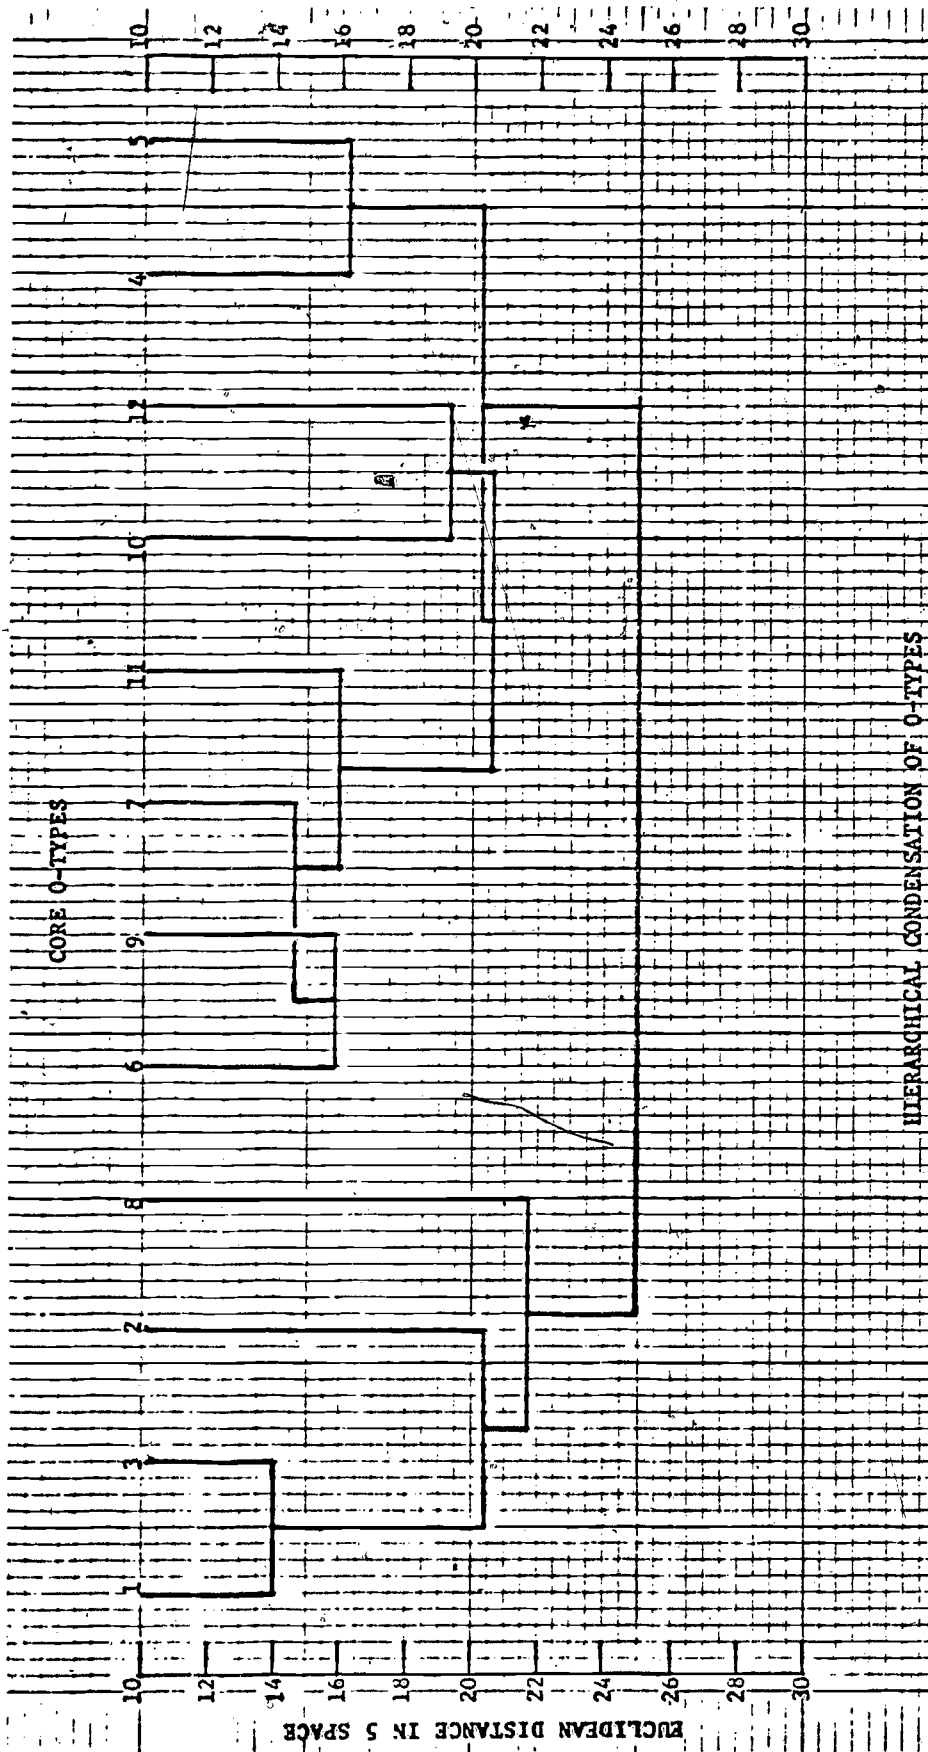 CORE O-TYPES
1 3 2 8 6 9 7 11 10 12 4 5
10 12 14 16 18 20 22 24 26 28 30
10 12 14 16 18 20 22 24 26 28 30
EUCLIDEAN DISTANCE IN 5 SPACE
HIERARCHICAL CONDENSATION OF O-TYPES